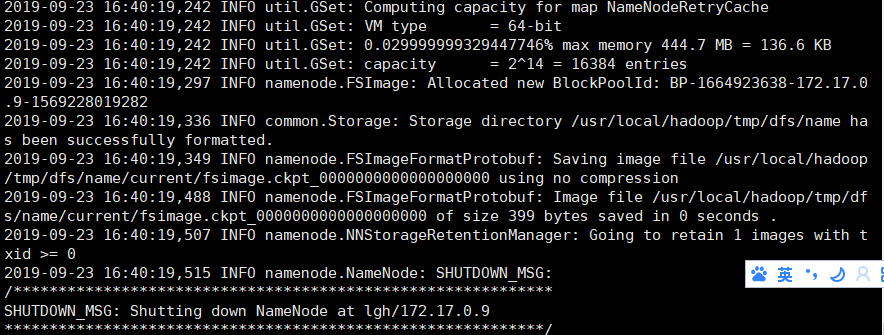 2019-09-23 16:40:19,242 INFO util.GSet: Computing capacity for map NameNodeRetryCache
2019-09-23 16:40:19,242 INFO util.GSet: VM type       = 64-bit
2019-09-23 16:40:19,242 INFO util.GSet: 0.029999999329447746% max memory 444.7 MB = 136.6 KB
2019-09-23 16:40:19,242 INFO util.GSet: capacity      = 2^14 = 16384 entries
2019-09-23 16:40:19,297 INFO namenode.FSImage: Allocated new BlockPoolId: BP-1664923638-172.17.0
.9-1569228019282
2019-09-23 16:40:19,336 INFO common.Storage: Storage directory /usr/local/hadoop/tmp/dfs/name ha
s been successfully formatted.
2019-09-23 16:40:19,349 INFO namenode.FSImageFormatProtobuf: Saving image file /usr/local/hadoop
/tmp/dfs/name/current/fsimage.ckpt_0000000000000000000 using no compression
2019-09-23 16:40:19,488 INFO namenode.FSImageFormatProtobuf: Image file /usr/local/hadoop/tmp/df
s/name/current/fsimage.ckpt_0000000000000000000 of size 399 bytes saved in 0 seconds .
2019-09-23 16:40:19,507 INFO namenode.NNStorageRetentionManager: Going to retain 1 images with t
xid >= 0
2019-09-23 16:40:19,515 INFO namenode.NameNode: SHUTDOWN_MSG:
英
/************************************************************
SHUTDOWN_MSG: Shutting down NameNode at lgh/172.17.0.9
************************************************************/